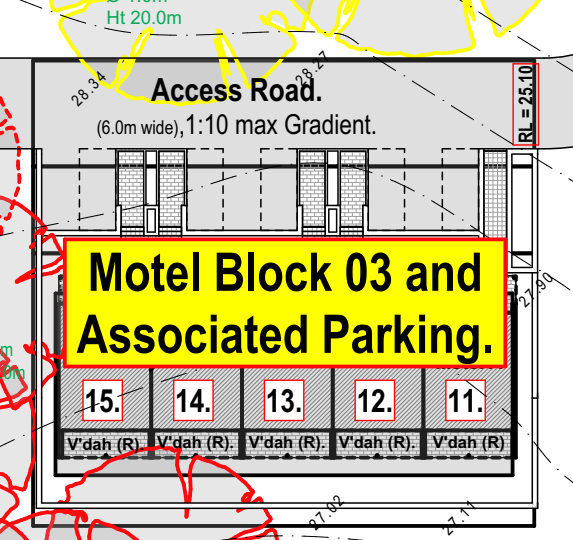 Ht 20.0m
28.34
28.27
Access Road.
(6.0m wide),1:10 max Gradient.
RL = 25.10
Motel Block 03 and
Associated Parking.
27.90
m
0m
15. 14. 13. 12. 11.
V'dah (R) V'dah (R). V'dah (R). V'dah (R). V'dah (R)
27.02
27.11